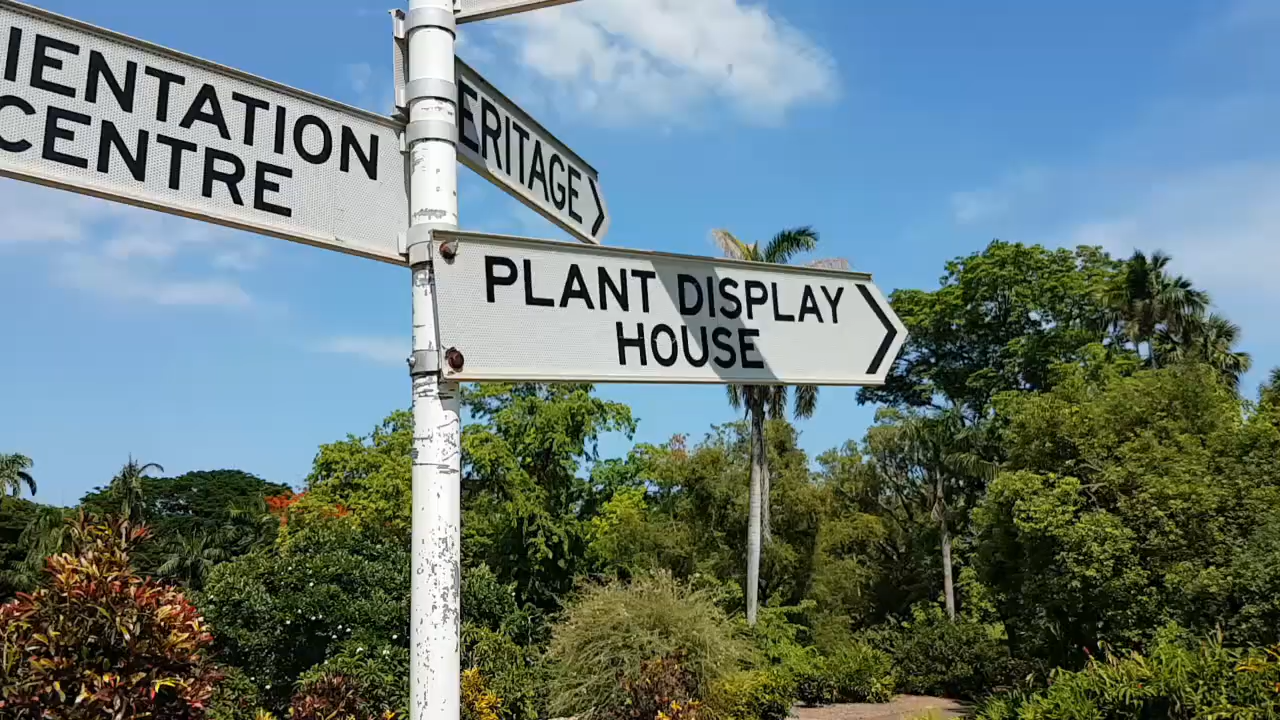 IENTATION
CENTRE
ERITAGE
PLANT DISPLAY
HOUSE